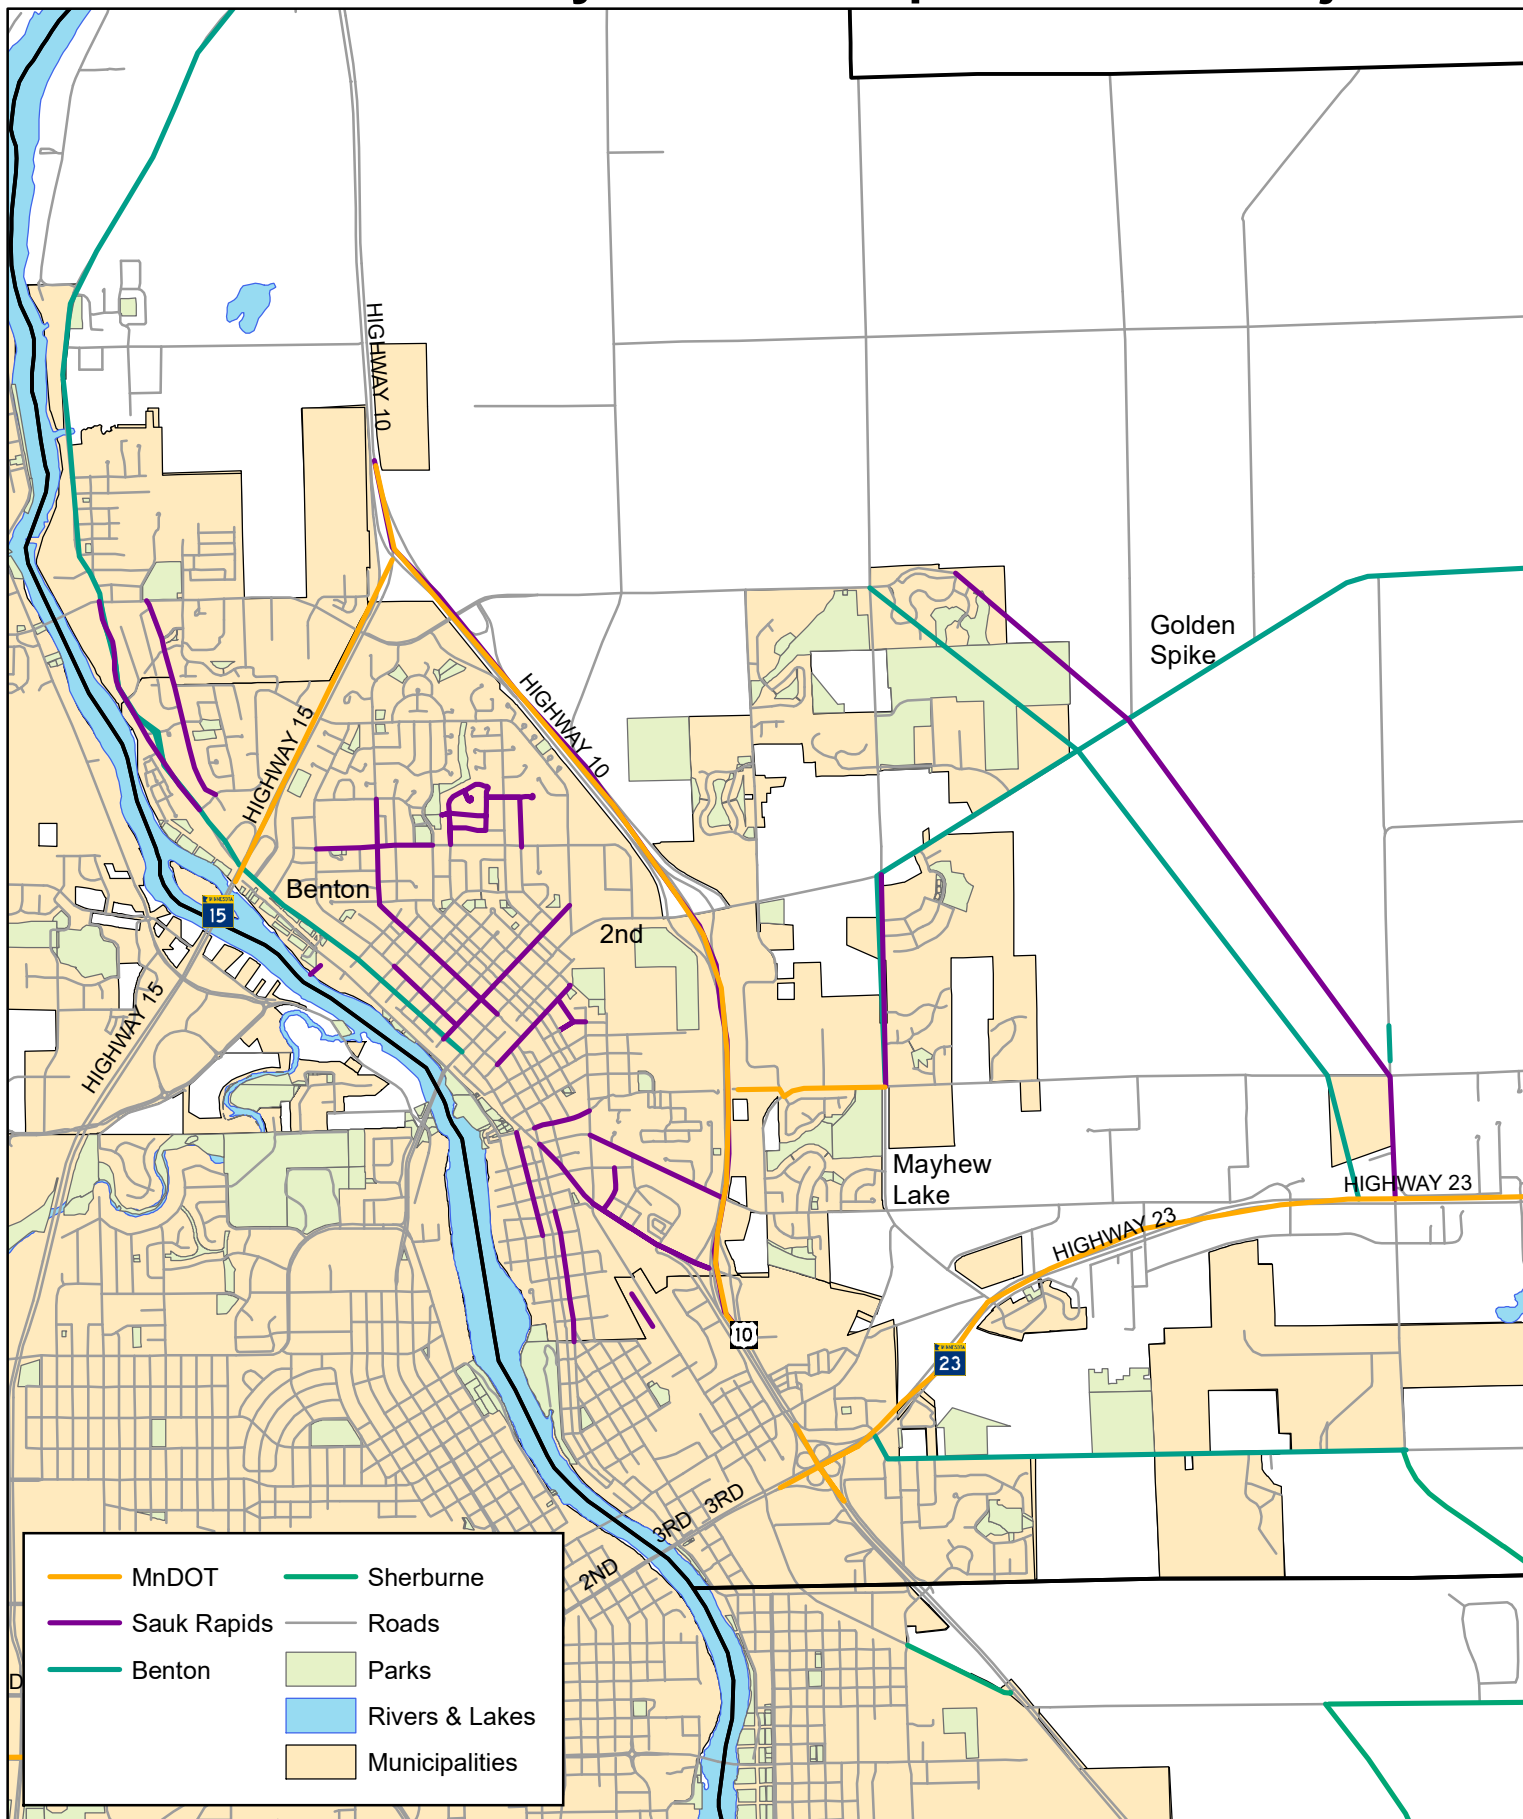 HIGHWAY 10
Golden
Spike
HIGHWAY 10
HIGHWAY 15
Benton
15
2nd
HIGHWAY 15
Mayhew
Lake
HIGHWAY 23
HIGHWAY 23
10
MINNESOTA
23
3RD
3RD
2ND
MnDOT
Sauk Rapids
Benton
Sherburne
Roads
Parks
Rivers & Lakes
Municipalities
D